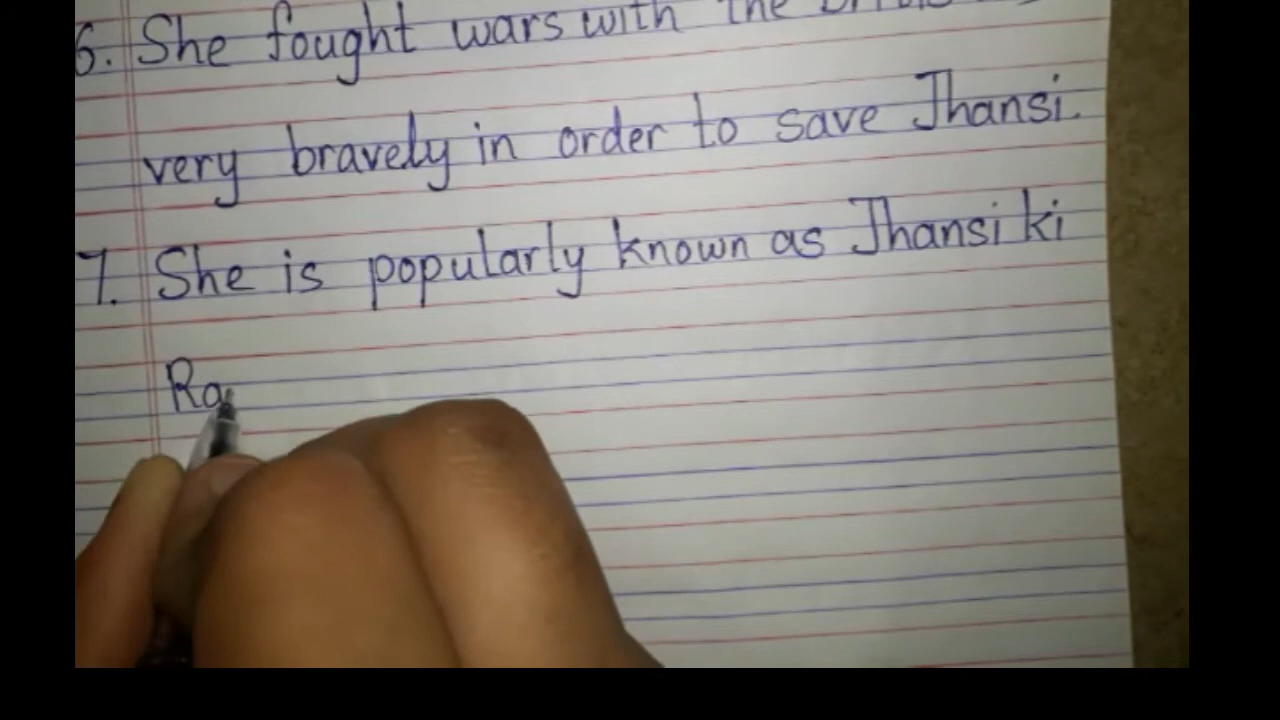 6. She fought wars with the
very bravely in order to save Jhansi.
7. She is popularly known as Jhansi ki
Ra